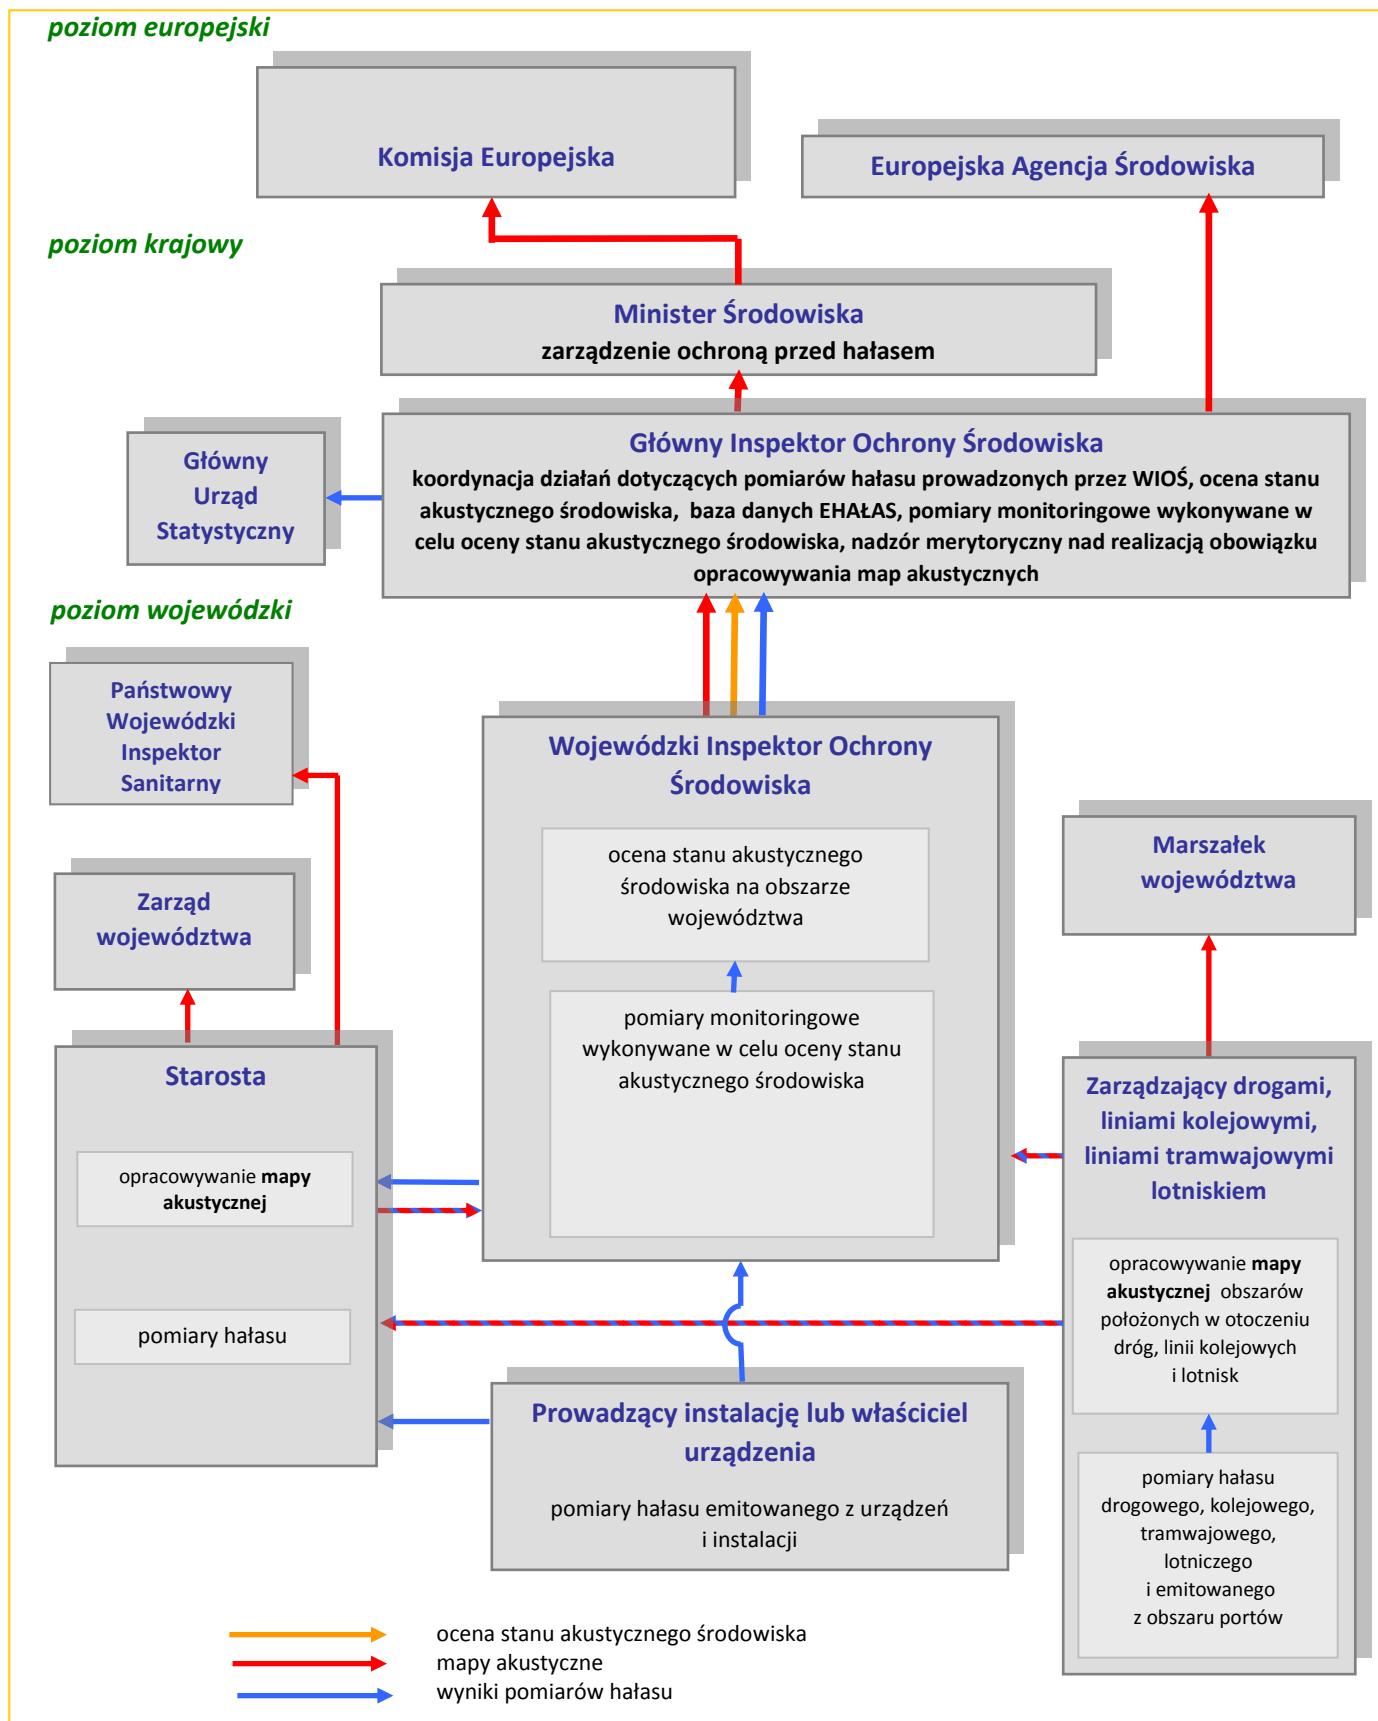 poziom europejski
Komisja Europejska
Europejska Agencja Środowiska
poziom krajowy
Minister Środowiska
zarządzenie ochroną przed hałasem
Główny
Urząd
Statystyczny
Główny Inspektor Ochrony Środowiska
koordynacja działań dotyczących pomiarów hałasu prowadzonych przez WIOŚ, ocena stanu
akustycznego środowiska, baza danych EHAŁAS, pomiary monitoringowe wykonywane w
celu oceny stanu akustycznego środowiska, nadzór merytoryczny nad realizacją obowiązku
opracowywania map akustycznych
poziom wojewódzki
Państwowy
Wojewódzki
Inspektor
Sanitarny
Zarząd
województwa
Starosta
opracowywanie mapy
akustycznej
pomiary hałasu
Wojewódzki Inspektor Ochrony
Środowiska
ocena stanu akustycznego
środowiska na obszarze
województwa
pomiary monitoringowe
wykonywane w celu oceny stanu
akustycznego środowiska
Marszałek
województwa
Zarządzający drogami,
liniami kolejowymi,
liniami tramwajowymi
lotniskiem
opracowywanie mapy
akustycznej obszarów
położonych w otoczeniu
dróg, linii kolejowych
i lotnisk
pomiary hałasu
drogowego, kolejowego,
tramwajowego,
lotniczego
i emitowanego
z obszaru portów
Prowadzący instalację lub właściciel
urządzenia
pomiary hałasu emitowanego z urządzeń
i instalacji
ocena stanu akustycznego środowiska
mapy akustyczne
wyniki pomiarów hałasu